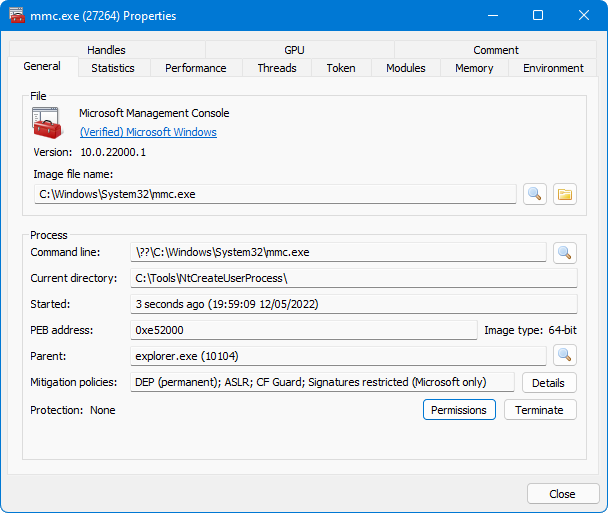 mmc.exe (27264) Properties
Handles GPU Comment
General Statistics Performance Threads Token Modules Memory Environment
File
Microsoft Management Console
(Verified) Microsoft Windows
Version: 10.0.22000.1
Image file name:
C:\Windows\System32\mmc.exe
Process
Command line: \??\C:\Windows\System32\mmc.exe
Current directory: C:\Tools\NtCreateUserProcess\
Started: 3 seconds ago (19:59:09 12/05/2022)
PEB address: 0xe52000 Image type: 64-bit
Parent: explorer.exe (10104)
Mitigation policies: DEP (permanent); ASLR; CF Guard; Signatures restricted (Microsoft only) Details
Protection: None Permissions Terminate
Close